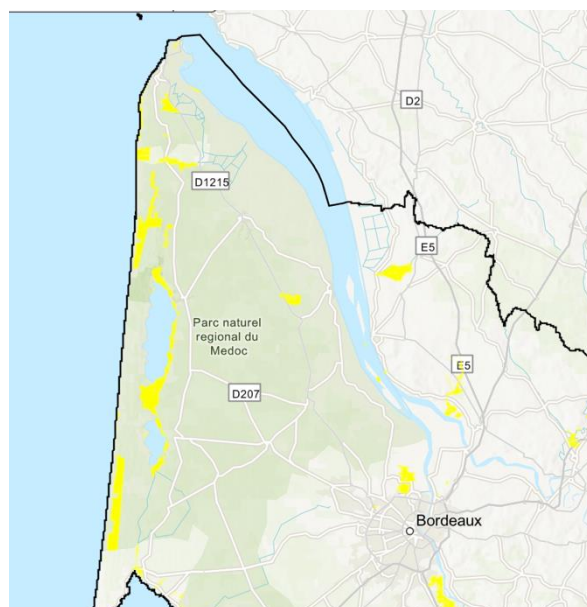 D2
D1215
E5
Parc naturel
regional du
Medoc
E5
D207
Bordeaux